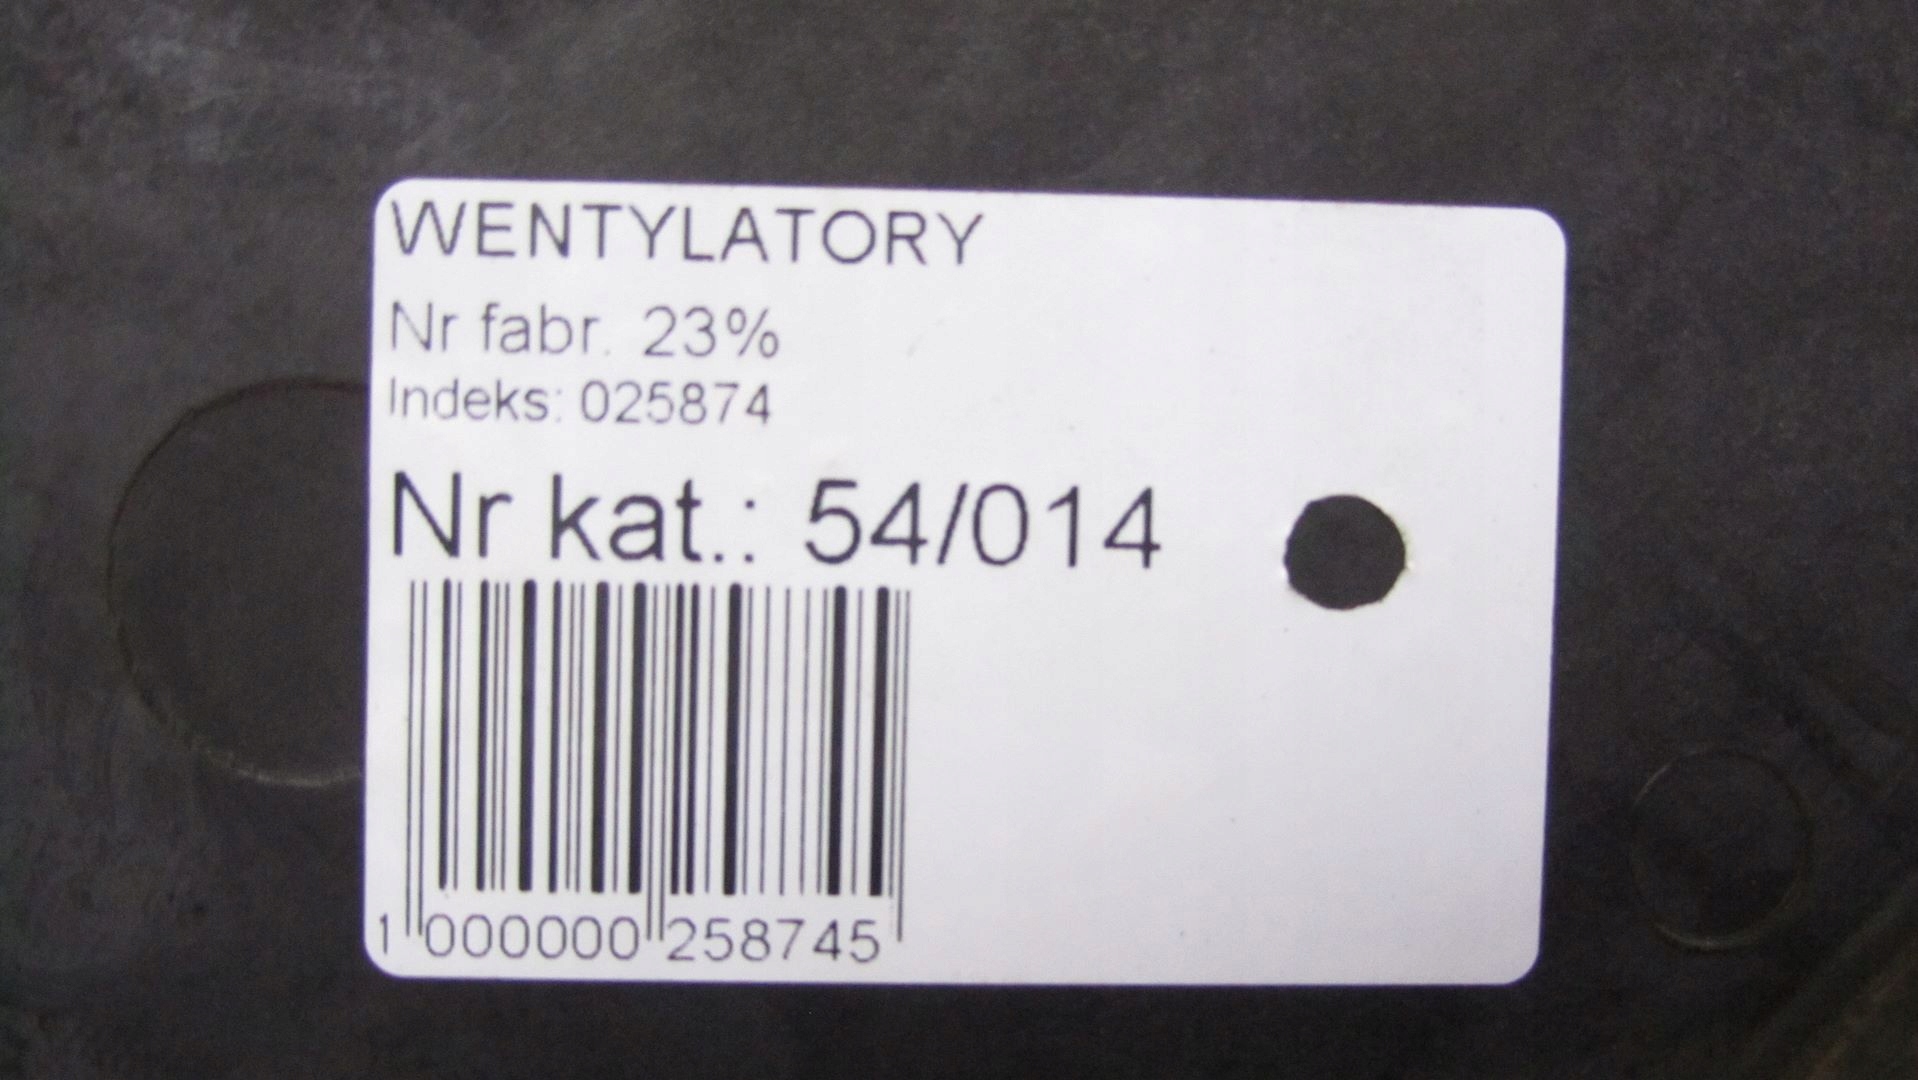 WENTYLATORY
Nr fabr. 23%
Indeks: 025874
Nr kat.: 54/014
1 000000 258745